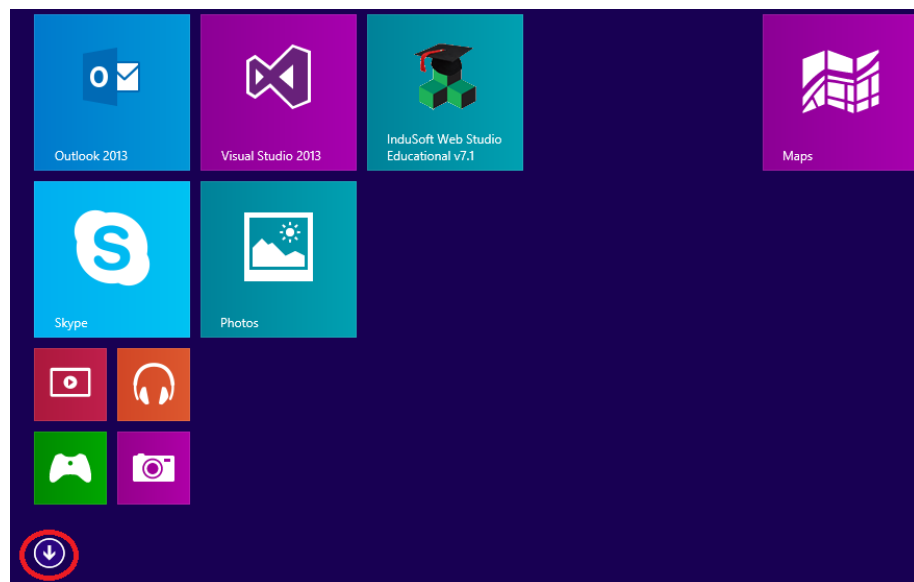 O
Outlook 2013
Visual Studio 2013
InduSoft Web Studio
Educational v7.1
Maps
S
Skype
Photos